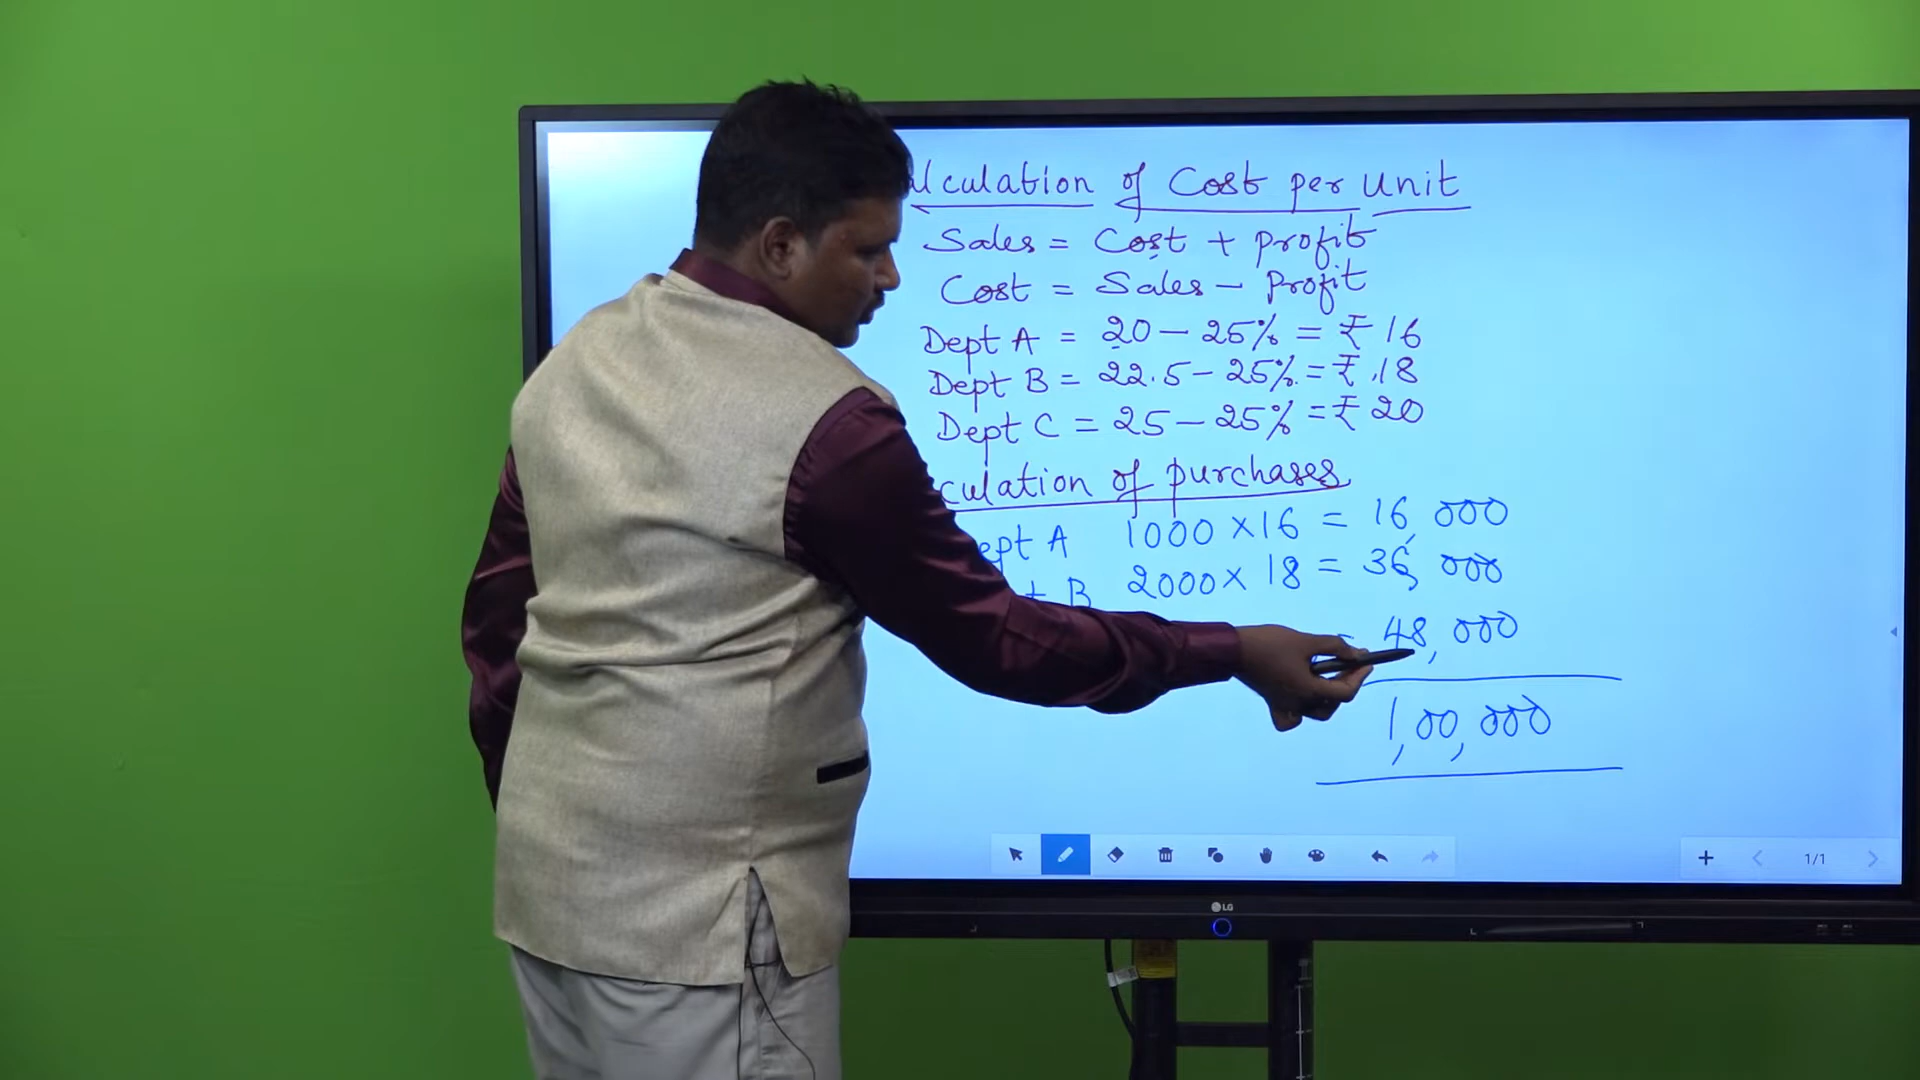 lculation of Cost per unit
Sales = Cost + profit
Cost = Sales - Profit
Dept A = 20 - 25% = ₹ 16
Dept B = 22.5 - 25% = ₹ 18
Dept C = 25 - 25% = ₹ 20
culation of purchases
ept A 1000 × 16 = 16,000
t B 2000 × 18 = 36,000
= 48,000
1,00,000
1/1
LG